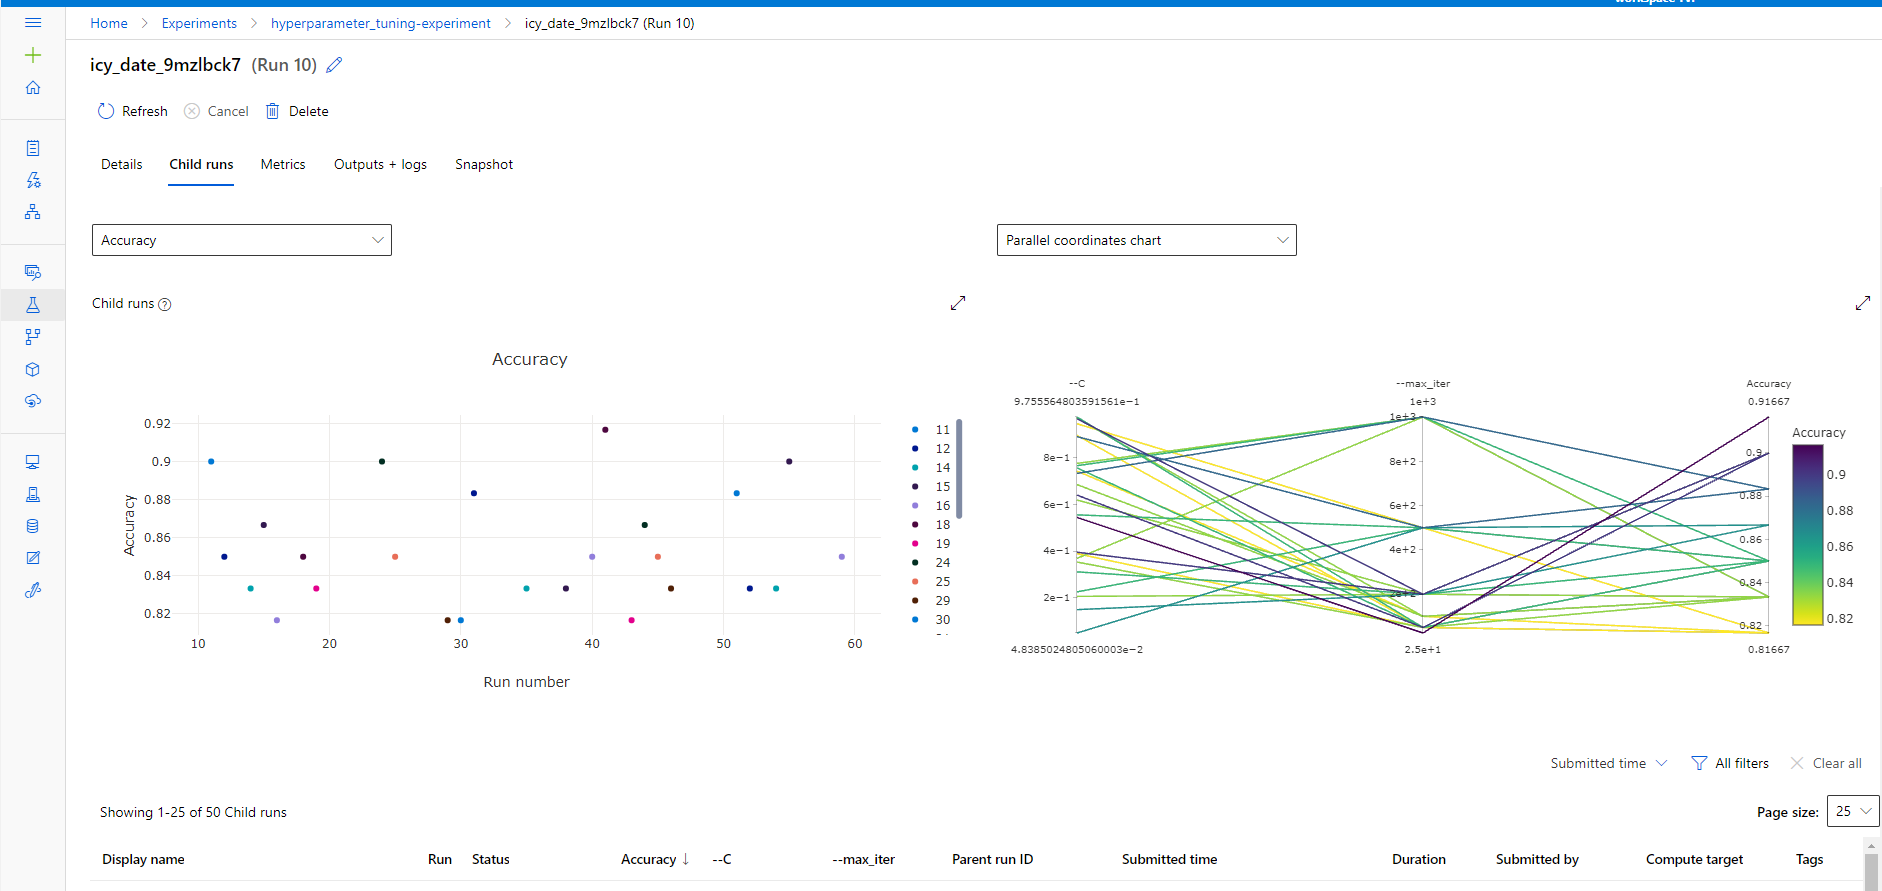 Home > Experiments > hyperparameter_tuning-experiment > icy_date_9mzlbck7 (Run 10)
icy_date_9mzlbck7 (Run 10)
Refresh Cancel Delete
Details Child runs Metrics Outputs + logs Snapshot
Accuracy
Parallel coordinates chart
Child runs
Accuracy
Accuracy
0.92
0.9
0.88
0.86
0.84
0.82
10 20 30 40 50 60
Run number
11
12
14
15
16
18
19
24
25
29
30
--C
9.755564803591561e-1
8e-1
6e-1
4e-1
2e-1
4.8385024805060003e-2
--max_iter
1e+3
1e+3
8e+2
6e+2
4e+2
2e+2
2.5e+1
Accuracy
0.91667
0.9
0.88
0.86
0.84
0.82
0.81667
Accuracy
0.9
0.88
0.86
0.84
0.82
Submitted time All filters Clear all
Showing 1-25 of 50 Child runs
Page size: 25
Display name Run Status Accuracy ↓ --C --max_iter Parent run ID Submitted time Duration Submitted by Compute target Tags